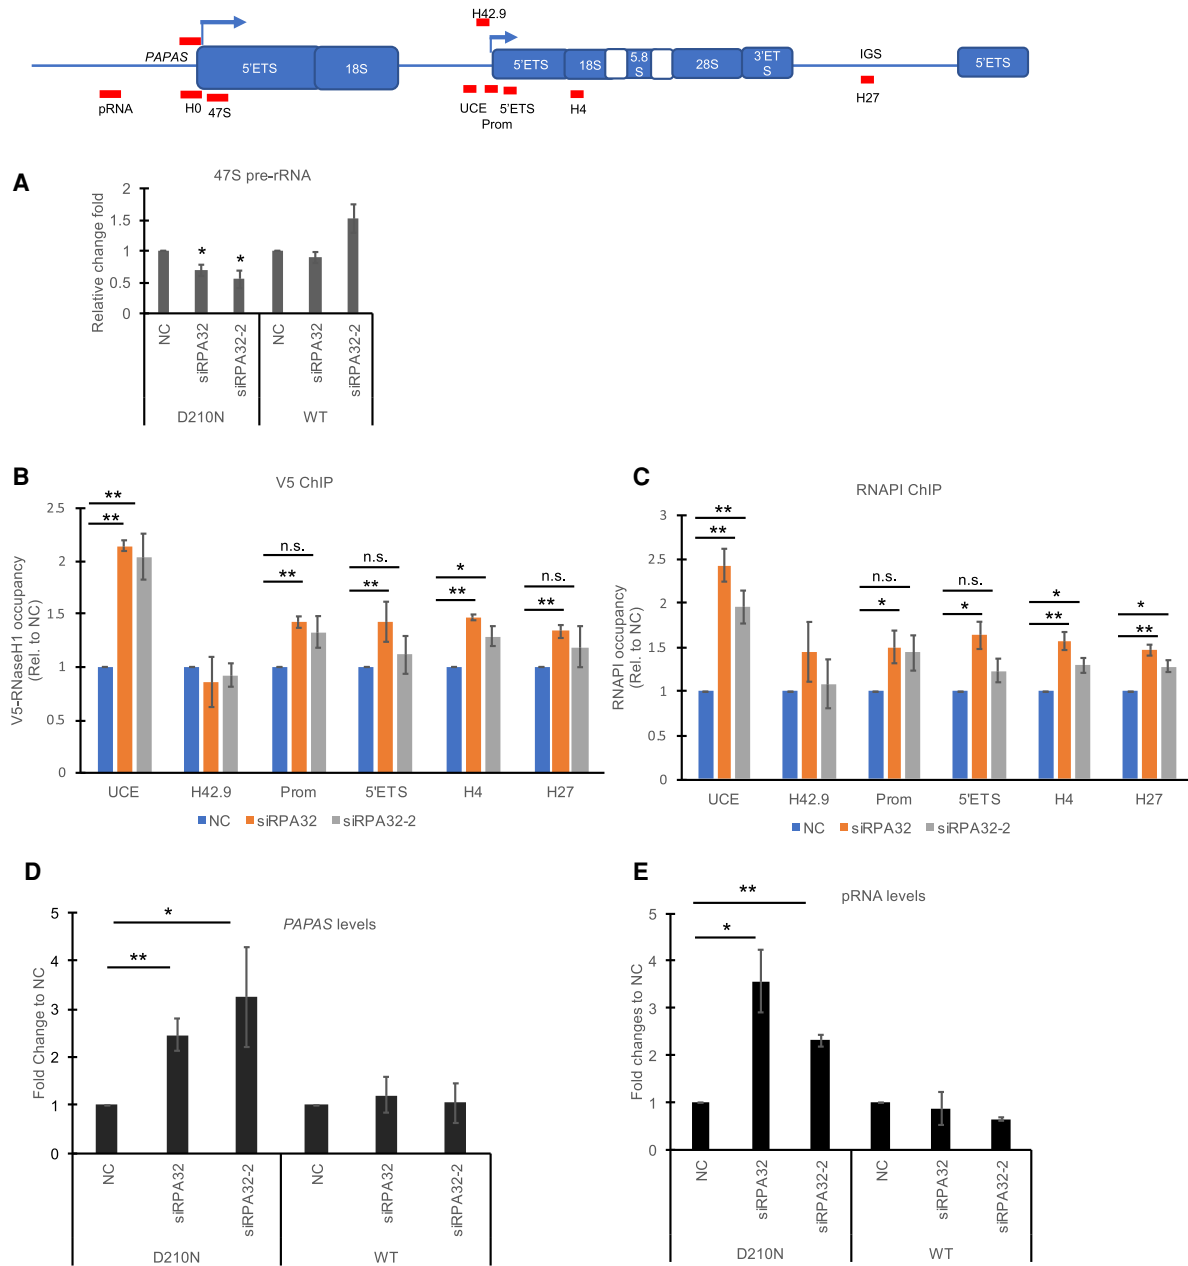 H42.9
PAPAS
5'ETS
18S
5'ETS
18S
5.8
S
28S
3'ET
S
IGS
5'ETS
pRNA
H0
47S
UCE
5'ETS
Prom
H4
H27
A
47S pre-rRNA
Relative change fold
2
1.5
1
0.5
0
* *
NC
siRPA32
siRPA32-2
NC
siRPA32
siRPA32-2
D210N
WT
B
V5 ChIP
V5-RNaseH1 occupancy
(Rel. to NC)
2.5
2
1.5
1
0.5
0
**
**
n.s.
**
n.s.
**
*
**
n.s.
**
UCE H42.9 Prom 5'ETS H4 H27
NC siRPA32 siRPA32-2
C
RNAPI ChIP
RNAPI occupancy
(Rel. to NC)
3
2.5
2
1.5
1
0.5
0
**
**
n.s.
*
n.s.
*
*
**
*
**
UCE H42.9 Prom 5'ETS H4 H27
NC siRPA32 siRPA32-2
D
PAPAS levels
Fold Change to NC
5
4
3
2
1
0
*
**
NC
siRPA32
siRPA32-2
NC
siRPA32
siRPA32-2
D210N
WT
E
pRNA levels
Fold changes to NC
5
4
3
2
1
0
**
*
NC
siRPA32
siRPA32-2
NC
siRPA32
siRPA32-2
D210N
WT